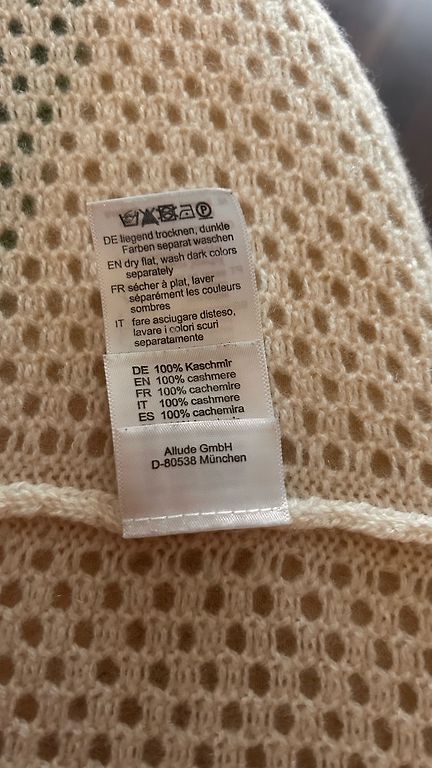 DE liegend trocknen, dunkle
Farben separat waschen
EN dry flat, wash dark colors
separately
FR sécher à plat, laver
séparément les couleurs
sombres
IT fare asciugare disteso,
lavare i colori scuri
separatamente
DE 100% Kaschmir
EN 100% cashmere
FR 100% cachemire
IT 100% cashmere
ES 100% cachemira
Allude GmbH
D-80538 München